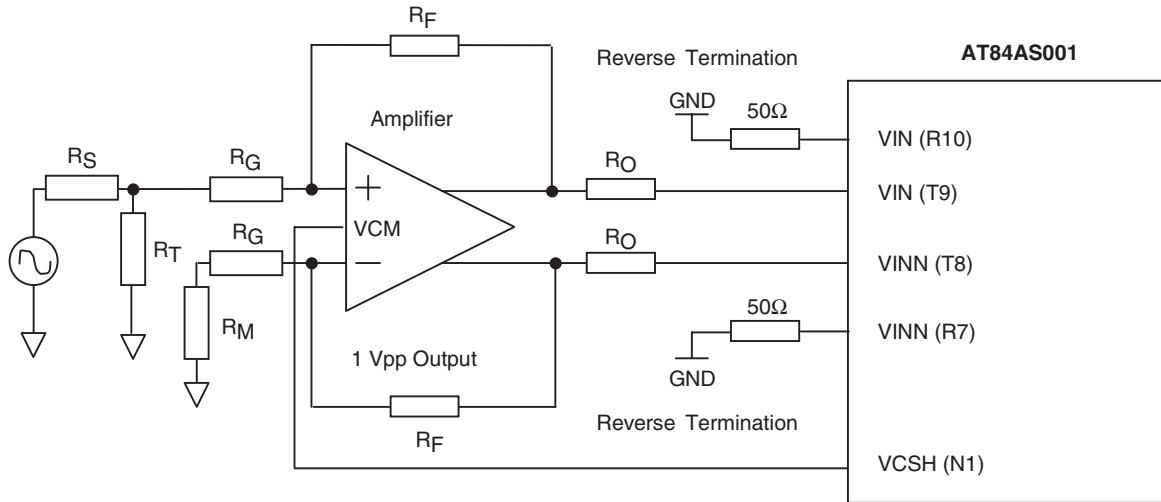 RF
Reverse Termination
AT84AS001
GND
50Ω
Amplifier
VIN (R10)
RS
RG
RO
+
VIN (T9)
VCM
RT
RG
RO
−
VINN (T8)
RM
50Ω
VINN (R7)
1 Vpp Output
GND
RF
Reverse Termination
VCSH (N1)